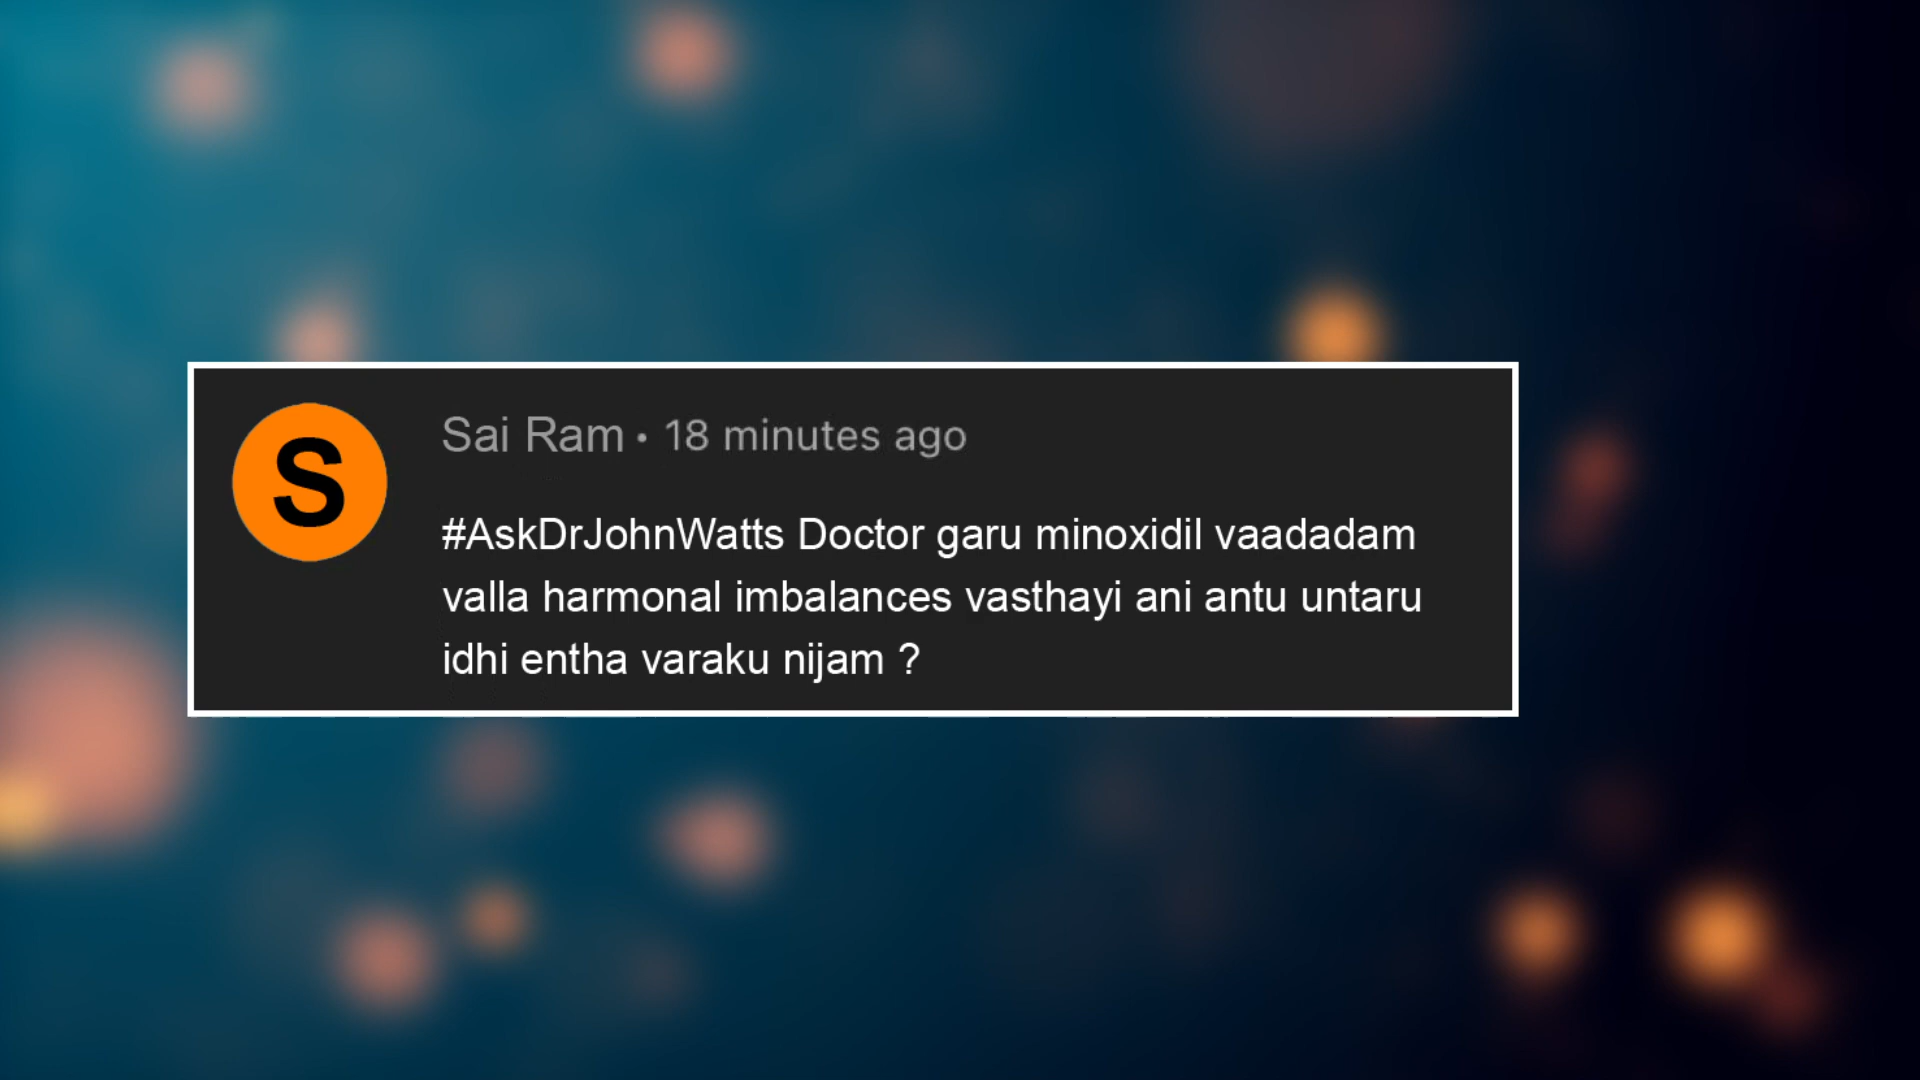 S
Sai Ram • 18 minutes ago
#AskDrJohnWatts Doctor garu minoxidil vaadadam
valla harmonal imbalances vasthayi ani antu untaru
idhi entha varaku nijam ?